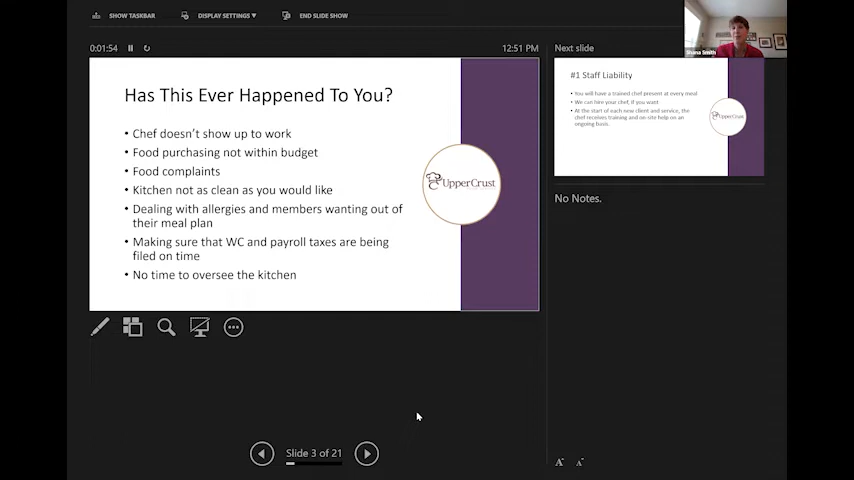 SHOW TASKBAR
DISPLAY SETTINGS ▼
END SLIDE SHOW
0:01:54
12:51 PM
Has This Ever Happened To You?
• Chef doesn't show up to work
• Food purchasing not within budget
• Food complaints
• Kitchen not as clean as you would like
• Dealing with allergies and members wanting out of
their meal plan
• Making sure that WC and payroll taxes are being
filed on time
• No time to oversee the kitchen
UpperCrust
Slide 3 of 21
Shana Smith
Next slide
#1 Staff Liability
• You will have a trained chef present at every meal
• We can hire your chef, if you want
• At the start of each new client and service, the
chef receives training and on-site help on an
ongoing basis.
UpperCrust
No Notes.
A A